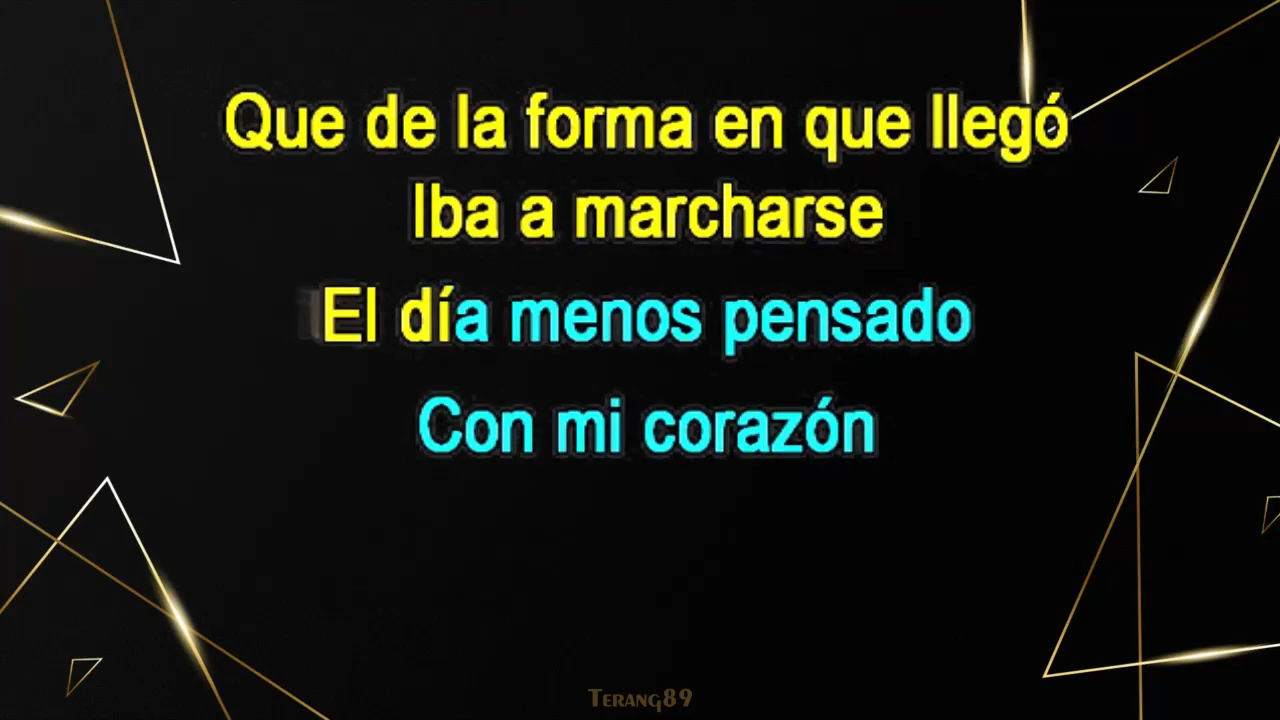 Que de la forma en que llegó
Iba a marcharse
El día menos pensado
Con mi corazón
Terang89